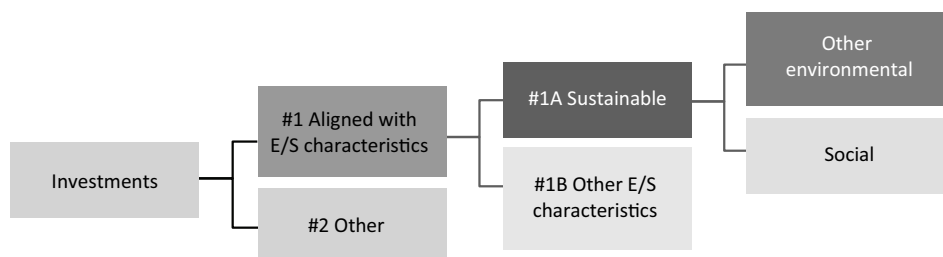 Investments
#1 Aligned with
E/S characteristics
#2 Other
#1A Sustainable
#1B Other E/S
characteristics
Other
environmental
Social